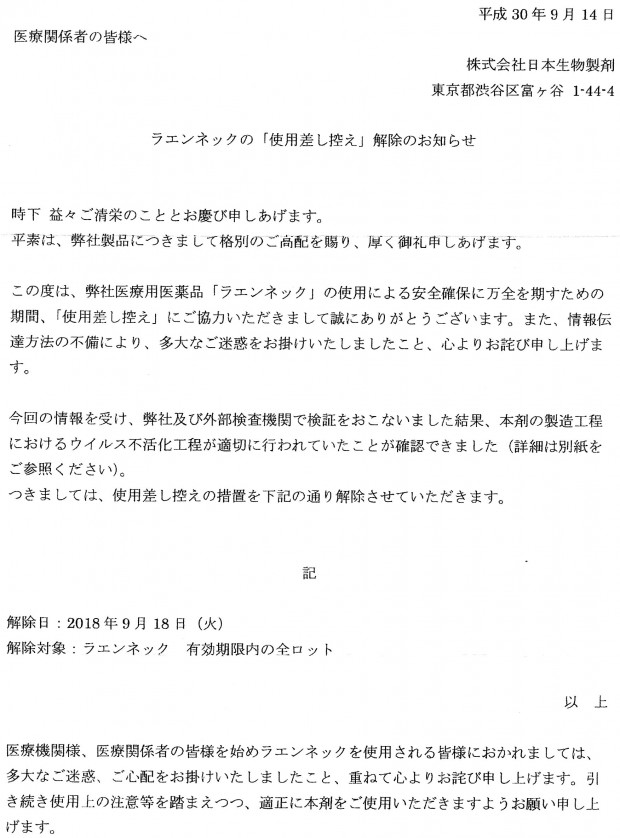 平成 30 年 9 月 14 日
医療関係者の皆様へ
株式会社日本生物製剤
東京都渋谷区富ヶ谷 1-44-4
ラエンネックの「使用差し控え」解除のお知らせ
時下 益々ご清栄のこととお慶び申しあげます。
平素は、弊社製品につきまして格別のご高配を賜り、厚く御礼申しあげます。
この度は、弊社医療用医薬品「ラエンネック」の使用による安全確保に万全を期すための
期間、「使用差し控え」にご協力いただきまして誠にありがとうございます。また、情報伝
達方法の不備により、多大なご迷惑をお掛けいたしましたこと、心よりお詫び申し上げま
す。
今回の情報を受け、弊社及び外部検査機関で検証をおこないました結果、本剤の製造工程
におけるウイルス不活化工程が適切に行われていたことが確認できました（詳細は別紙を
ご参照ください）。
つきましては、使用差し控えの措置を下記の通り解除させていただきます。
記
解除日：2018 年 9 月 18 日（火）
解除対象：ラエンネック　有効期限内の全ロット
以　上
医療機関様、医療関係者の皆様を始めラエンネックを使用される皆様におかれましては、
多大なご迷惑、ご心配をお掛けいたしましたこと、重ねて心よりお詫び申し上げます。引
き続き使用上の注意等を踏まえつつ、適正に本剤をご使用いただきますようお願い申し上
げます。